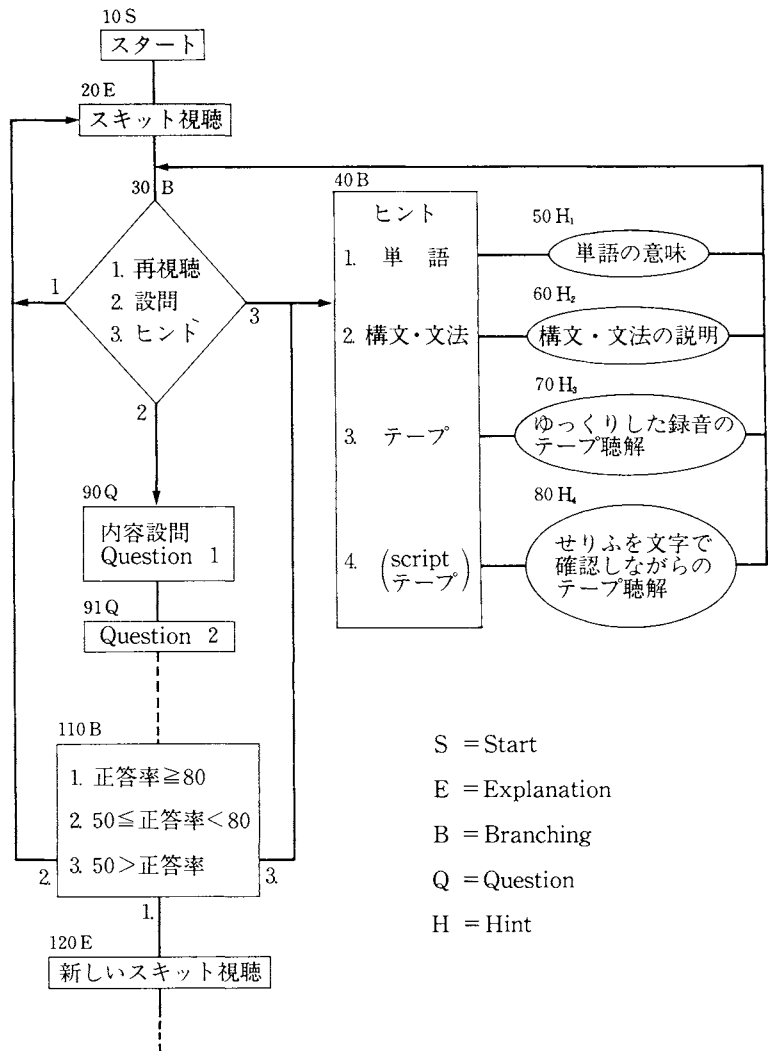 10 S
スタート
20 E
スキット視聴
30 B
1. 再視聴
2. 設問
3. ヒント
1
3
2
40 B
ヒント
1. 単 語
2. 構文・文法
3. テープ
4. (script テープ)
50 H₁
単語の意味
60 H₂
構文・文法の説明
70 H₃
ゆっくりした録音の
テープ聴解
80 H₄
せりふを文字で
確認しながらの
テープ聴解
90 Q
内容設問
Question 1
91 Q
Question 2
110 B
1. 正答率≧80
2. 50≦正答率<80
3. 50>正答率
2.
3.
1.
120 E
新しいスキット視聴
S = Start
E = Explanation
B = Branching
Q = Question
H = Hint